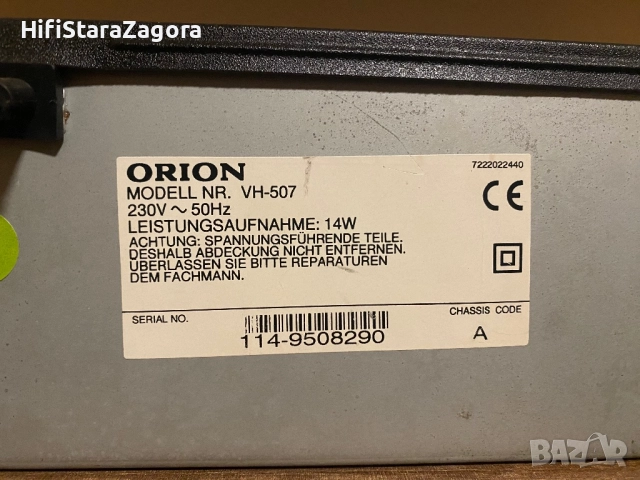 HifiStaraZagora
ORION
7222022440
MODELL NR. VH-507
230V ~ 50Hz
LEISTUNGSAUFNAHME: 14W
ACHTUNG: SPANNUNGSFÜHRENDE TEILE.
DESHALB ABDECKUNG NICHT ENTFERNEN.
ÜBERLASSEN SIE BITTE REPARATUREN
DEM FACHMANN.
CE
SERIAL NO.
114-9508290
CHASSIS CODE
A
BAZAR